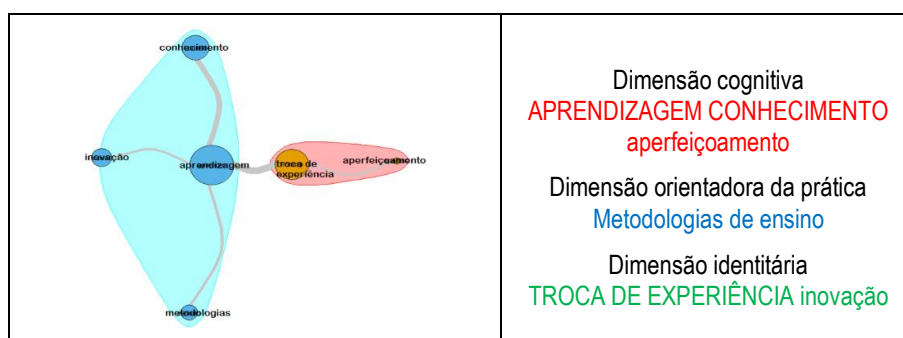 conhecimento
inovação
aprendizagem
troca de
experiência
aperfeiçoamento
metodologias
Dimensão cognitiva
APRENDIZAGEM CONHECIMENTO
aperfeiçoamento
Dimensão orientadora da prática
Metodologias de ensino
Dimensão identitária
TROCA DE EXPERIÊNCIA inovação